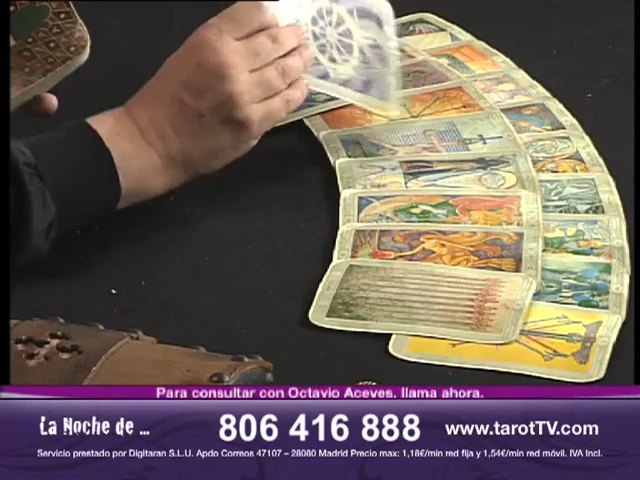 Para consultar con Octavio Aceves, llama ahora.
La Noche de ... 806 416 888 www.tarotTV.com
Servicio prestado por Digitaran S.L.U. Apdo Correos 47107 – 28080 Madrid Precio max: 1,18€/min red fija y 1,54€/min red móvil. IVA Incl.